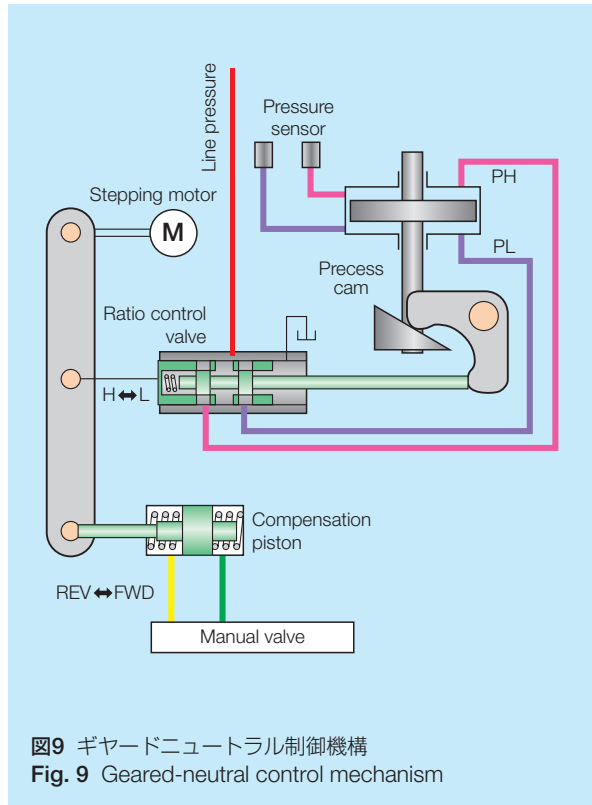 Line pressure
Pressure
sensor
PH
Stepping motor
M
PL
Precess
cam
Ratio control
valve
H⬌L
Compensation
piston
REV⬌FWD
Manual valve
図9 ギヤードニュートラル制御機構
Fig. 9 Geared-neutral control mechanism